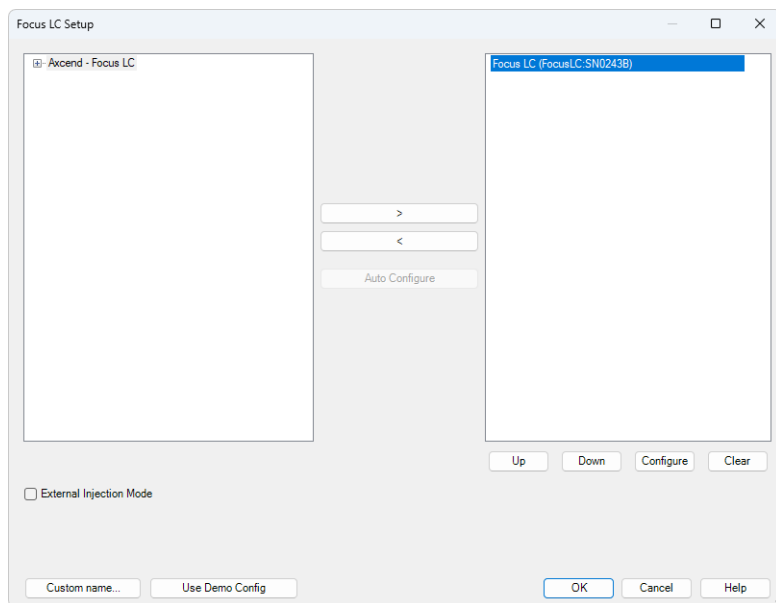 Focus LC Setup
Axcend - Focus LC
Focus LC (FocusLC:SN0243B)
>
<
Auto Configure
Up Down Configure Clear
External Injection Mode
Custom name... Use Demo Config OK Cancel Help